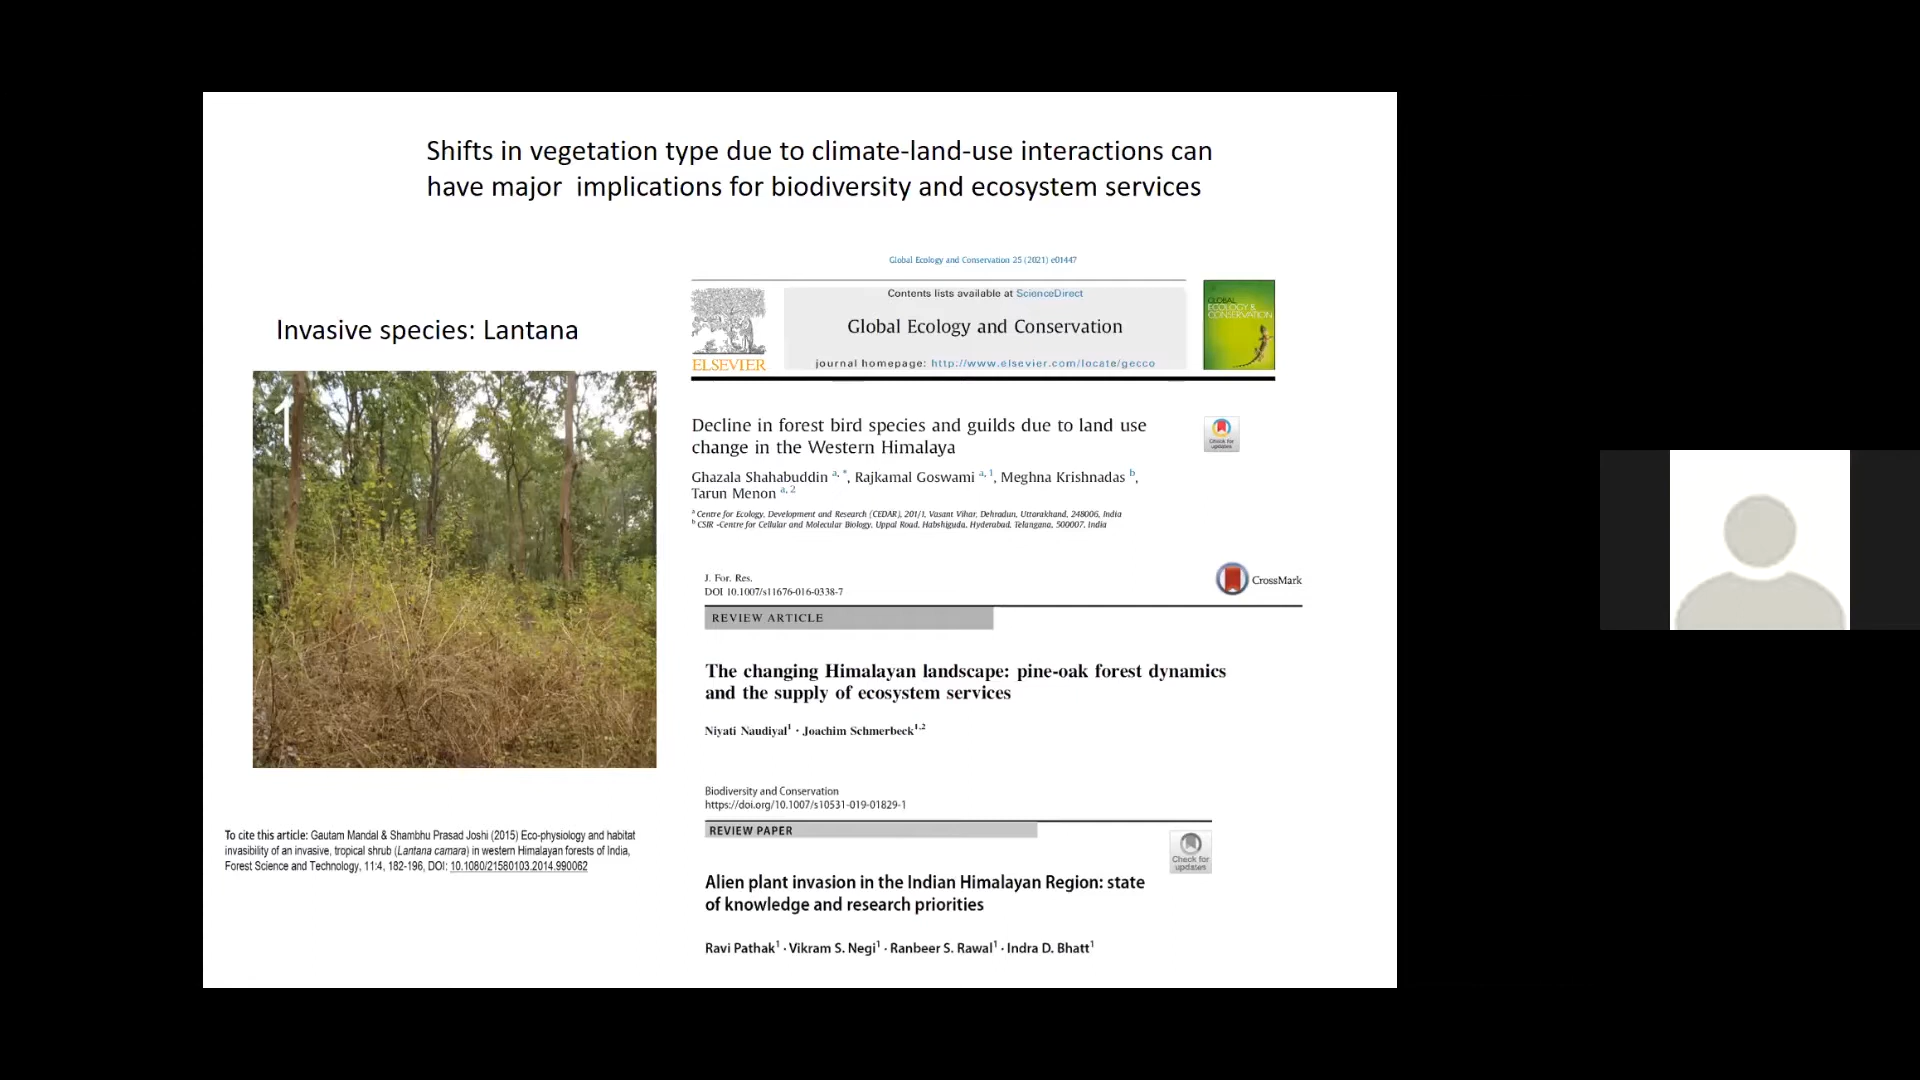 Shifts in vegetation type due to climate-land-use interactions can
have major implications for biodiversity and ecosystem services
Invasive species: Lantana
1
To cite this article: Gautam Mandal & Shambhu Prasad Joshi (2015) Eco-physiology and habitat
invasibility of an invasive, tropical shrub (Lantana camara) in western Himalayan forests of India,
Forest Science and Technology, 11:4, 182-196, DOI: 10.1080/21580103.2014.990062
Global Ecology and Conservation 25 (2021) e01447
Contents lists available at ScienceDirect
Global Ecology and Conservation
journal homepage: http://www.elsevier.com/locate/gecco
ELSEVIER
GLOBAL
ECOLOGY &
CONSERVATION
Decline in forest bird species and guilds due to land use
change in the Western Himalaya
Check for
updates
Ghazala Shahabuddin a, *, Rajkamal Goswami a, 1, Meghna Krishnadas b,
Tarun Menon a, 2
a Centre for Ecology, Development and Research (CEDAR), 201/1, Vasant Vihar, Dehradun, Uttarakhand, 248006, India
b CSIR -Centre for Cellular and Molecular Biology, Uppal Road, Habshiguda, Hyderabad, Telangana, 500007, India
J. For. Res.
DOI 10.1007/s11676-016-0338-7
CrossMark
REVIEW ARTICLE
The changing Himalayan landscape: pine-oak forest dynamics
and the supply of ecosystem services
Niyati Naudiyal1 · Joachim Schmerbeck1,2
Biodiversity and Conservation
https://doi.org/10.1007/s10531-019-01829-1
REVIEW PAPER
Check for
updates
Alien plant invasion in the Indian Himalayan Region: state
of knowledge and research priorities
Ravi Pathak1 · Vikram S. Negi1 · Ranbeer S. Rawal1 · Indra D. Bhatt1